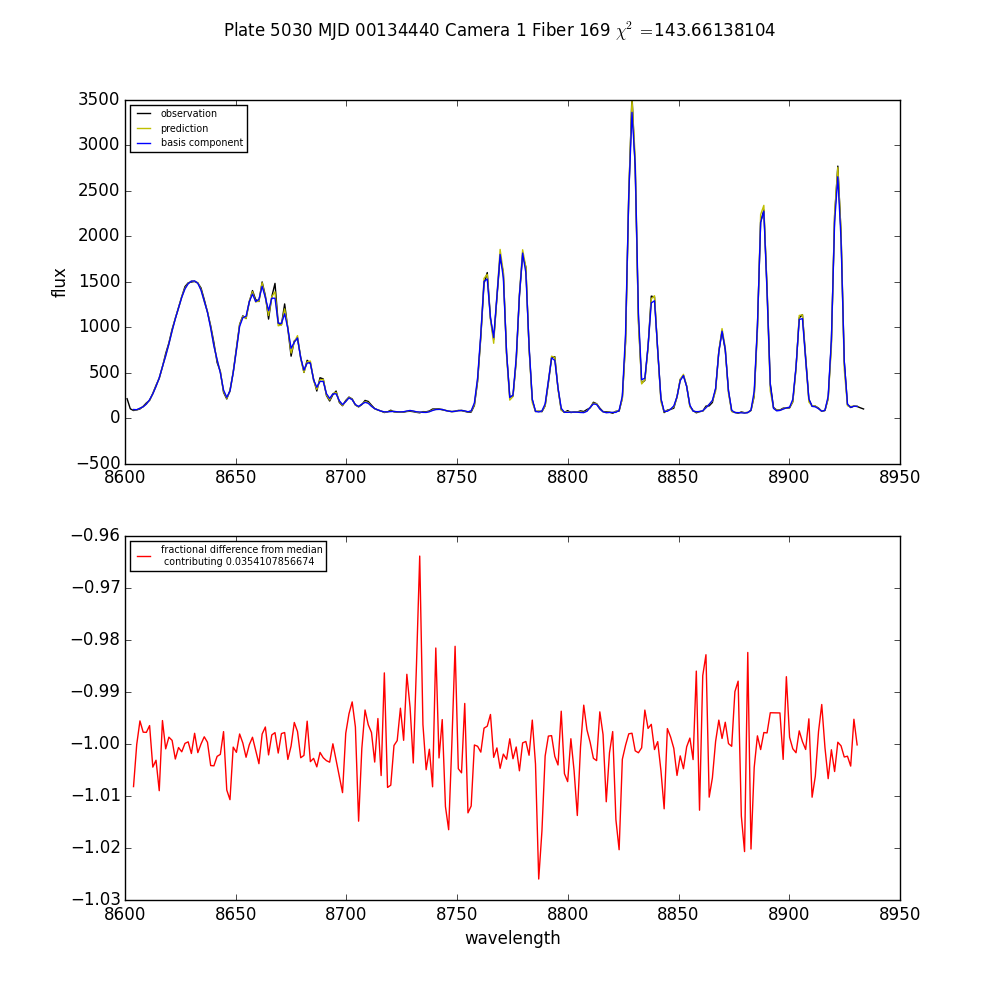 Plate 5030 MJD 00134440 Camera 1 Fiber 169 χ² =143.66138104
3500
3000
2500
2000
1500
1000
500
0
−500
flux
observation
prediction
basis component
8600 8650 8700 8750 8800 8850 8900 8950
−0.96
−0.97
−0.98
−0.99
−1.00
−1.01
−1.02
−1.03
fractional difference from median
contributing 0.0354107856674
8600 8650 8700 8750 8800 8850 8900 8950
wavelength